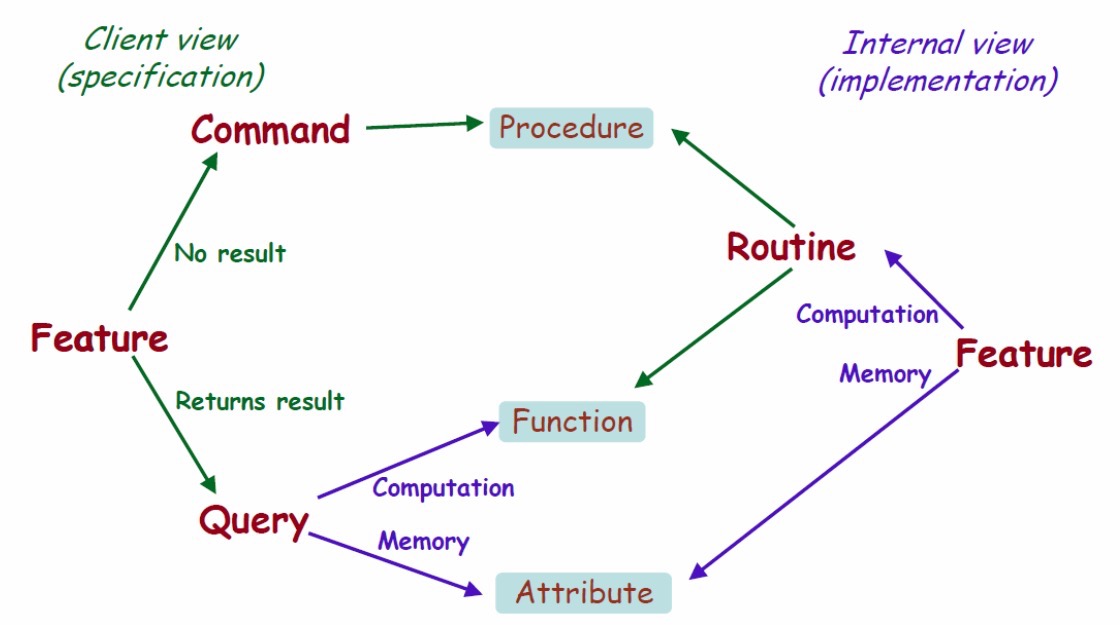 Client view
(specification)
Internal view
(implementation)
Command
Procedure
No result
Routine
Computation
Feature
Feature
Memory
Returns result
Function
Computation
Query
Memory
Attribute